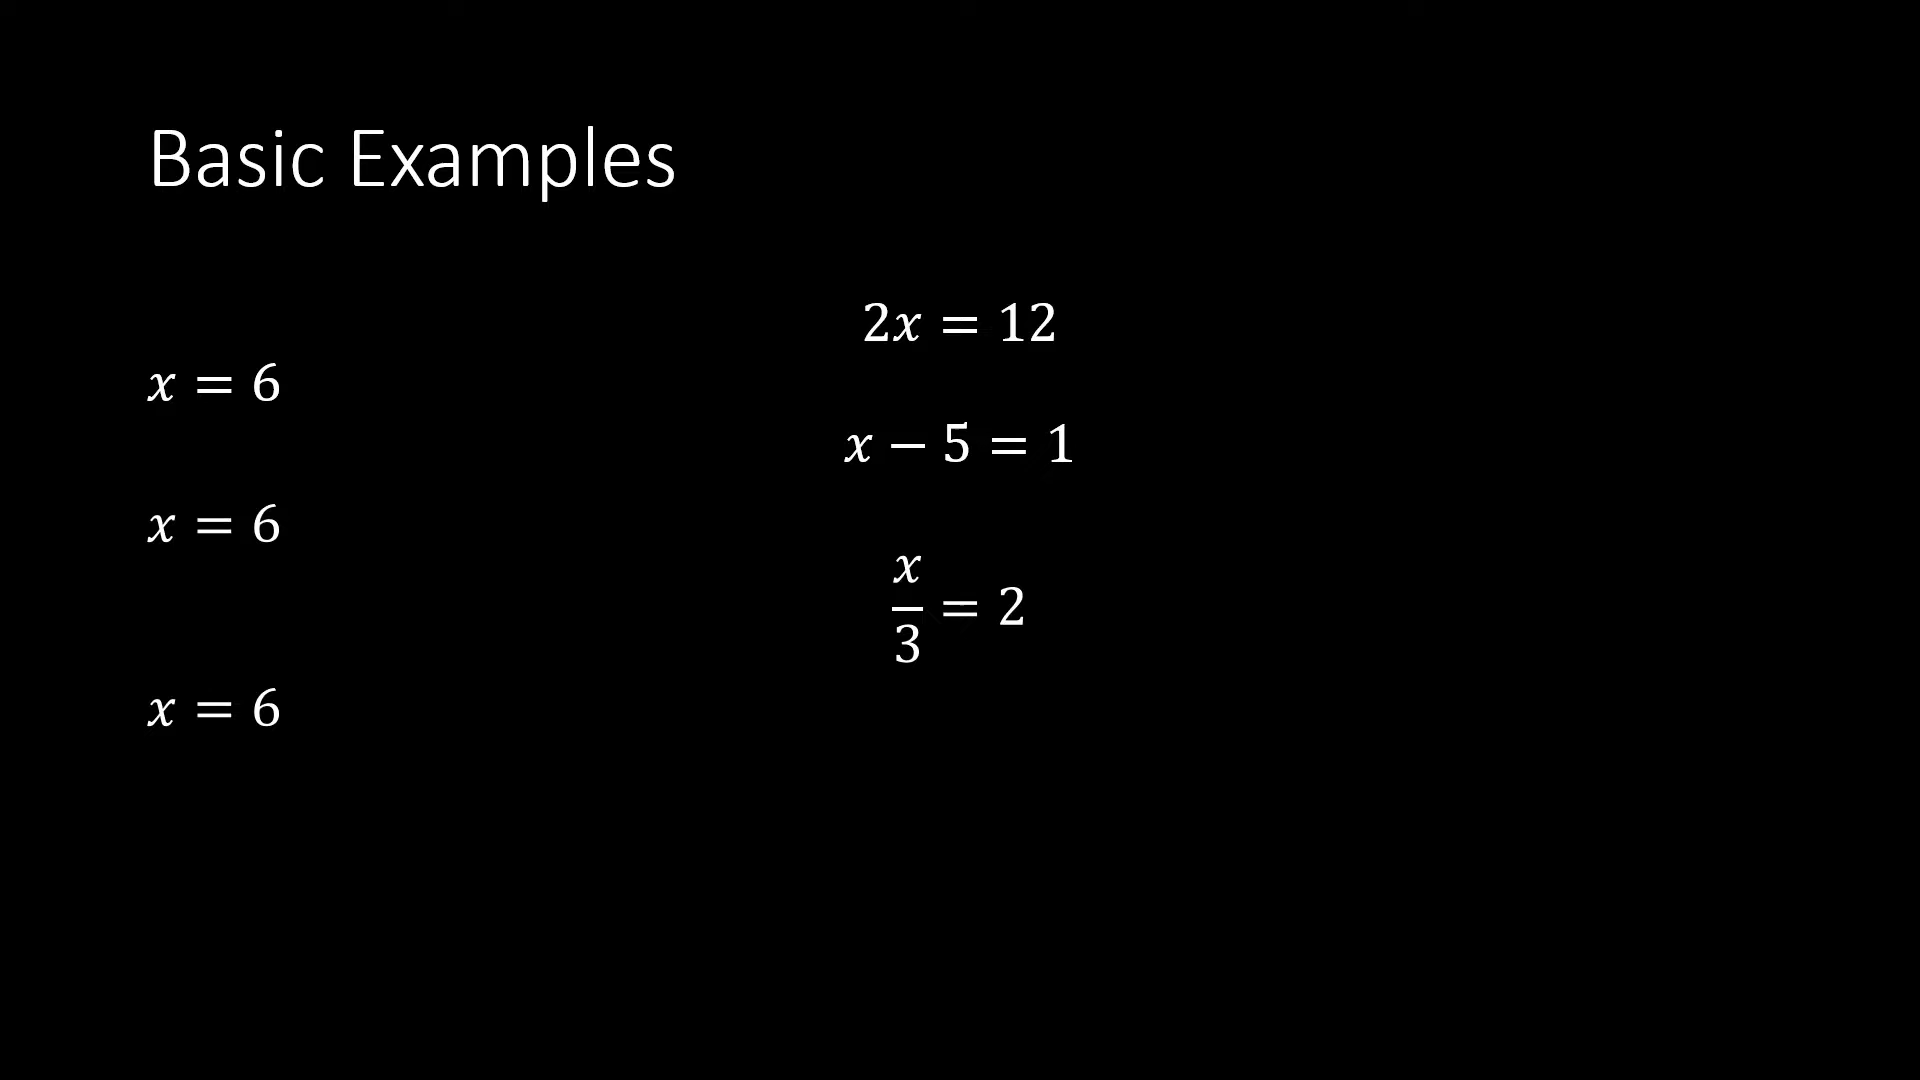 Basic Examples
2x = 12
x = 6
x − 5 = 1
x = 6
x/3 = 2
x = 6